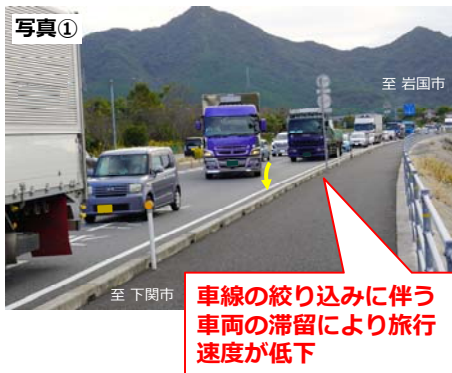 写真①
至 岩国市
至 下関市
車線の絞り込みに伴う
車両の滞留により旅行
速度が低下